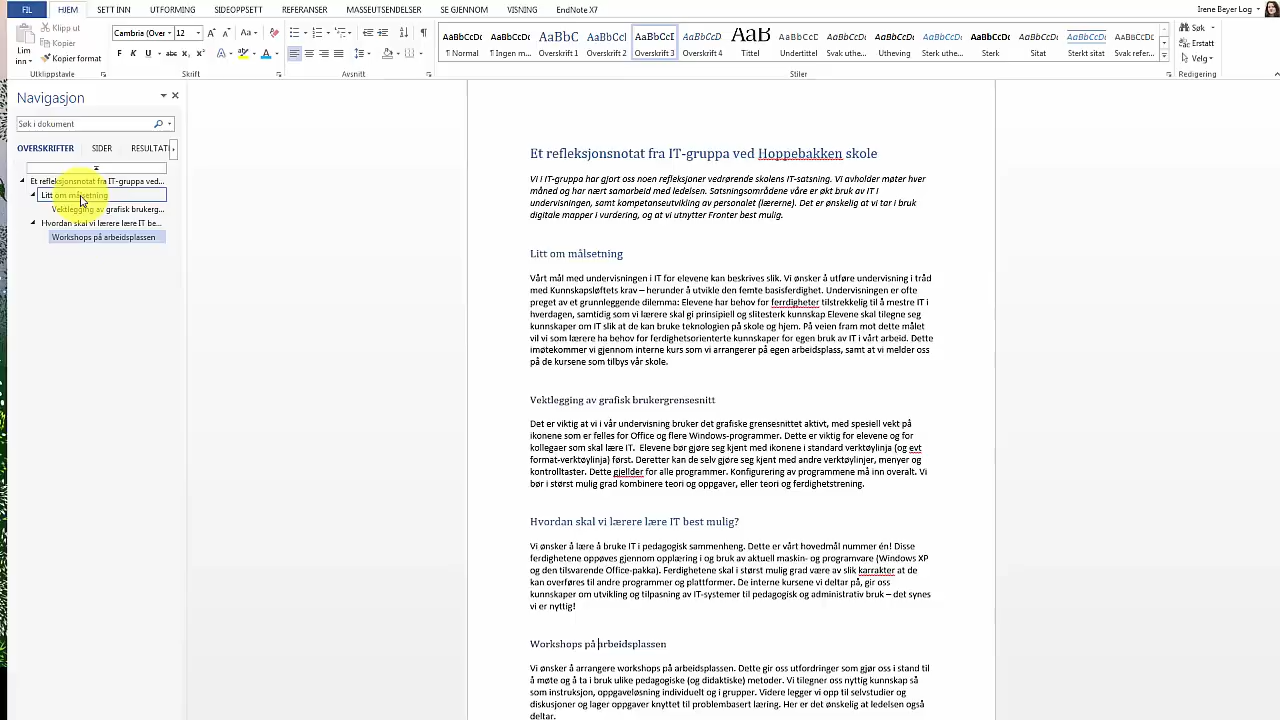 FIL HJEM SETT INN UTFORMING SIDEOPPSETT REFERANSER MASSEUTSENDELSER SE GJENNOM VISNING EndNote X7 Irene Beyer Log
Lim inn
Klipp ut
Kopier
Kopier format
Utklippstavle
Cambria (Over 12
F K U abc x₂ x²
Skrift
Avsnitt
AaBbCcDc AaBbCcDc AaBbC AaBbCcI AaBbCcI AaBbCcD AaB AaBbCcD AaBbCcDc AaBbCcDc AaBbCcDc AaBbCcDc AaBbCcDc AaBbCcDc AaBbCcDc
¶ Normal ¶ Ingen m... Overskrift 1 Overskrift 2 Overskrift 3 Overskrift 4 Tittel Undertittel Svak uthe... Utheving Sterk uthe... Sterk Sitat Sterkt sitat Svak refer...
Stiler
Søk
Erstatt
Velg
Redigering
Navigasjon
Søk i dokument
OVERSKRIFTER SIDER RESULTATI
Et refleksjonsnotat fra IT-gruppa ved...
Litt om målsetning
Vektlegging av grafisk brukerg...
Hvordan skal vi lærere lære IT be...
Workshops på arbeidsplassen
Et refleksjonsnotat fra IT-gruppa ved Hoppebakken skole
Vi i IT-gruppa har gjort oss noen refleksjoner vedrørende skolens IT-satsning. Vi avholder møter hver
måned og har nært samarbeid med ledelsen. Satsningsområdene våre er økt bruk av IT i
undervisningen, samt kompetanseutvikling av personalet (lærerne). Det er ønskelig at vi tar i bruk
digitale mapper i vurdering, og at vi utnytter Fronter best mulig.
Litt om målsetning
Vårt mål med undervisningen i IT for elevene kan beskrives slik. Vi ønsker å utføre undervisning i tråd
med Kunnskapsløftets krav – herunder å utvikle den femte basisferdighet. Undervisningen er ofte
preget av et grunnleggende dilemma: Elevene har behov for ferrdigheter tilstrekkelig til å mestre IT i
hverdagen, samtidig som vi lærere skal gi prinsipiell og slitesterk kunnskap Elevene skal tilegne seg
kunnskaper om IT slik at de kan bruke teknologien på skole og hjem. På veien fram mot dette målet
vil vi som lærere ha behov for ferdighetsorienterte kunnskaper for egen bruk av IT i vårt arbeid. Dette
imøtekommer vi gjennom interne kurs som vi arrangerer på egen arbeidsplass, samt at vi melder oss
på de kursene som tilbys vår skole.
Vektlegging av grafisk brukergrensesnitt
Det er viktig at vi i vår undervisning bruker det grafiske grensesnittet aktivt, med spesiell vekt på
ikonene som er felles for Office og flere Windows-programmer. Dette er viktig for elevene og for
kollegaer som skal lære IT. Elevene bør gjøre seg kjent med ikonene i standard verktøylinja (og evt
format-verktøylinja) først. Deretter kan de selv gjøre seg kjent med andre verktøylinjer, menyer og
kontrolltaster. Dette gjellder for alle programmer. Konfigurering av programmene må inn overalt. Vi
bør i størst mulig grad kombinere teori og oppgaver, eller teori og ferdighetstrening.
Hvordan skal vi lærere lære IT best mulig?
Vi ønsker å lære å bruke IT i pedagogisk sammenheng. Dette er vårt hovedmål nummer én! Disse
ferdighetene oppøves gjennom opplæring i og bruk av aktuell maskin- og programvare (Windows XP
og den tilsvarende Office-pakka). Ferdighetene skal i størst mulig grad være av slik karrakter at de
kan overføres til andre programmer og plattformer. De interne kursene vi deltar på, gir oss
kunnskaper om utvikling og tilpasning av IT-systemer til pedagogisk og administrativ bruk – det synes
vi er nyttig!
Workshops på arbeidsplassen
Vi ønsker å arrangere workshops på arbeidsplassen. Dette gir oss utfordringer som gjør oss i stand til
å møte og å ta i bruk ulike pedagogiske (og didaktiske) metoder. Vi tilegner oss nyttig kunnskap så
som instruksjon, oppgaveløsning individuelt og i grupper. Videre legger vi opp til selvstudier og
diskusjoner og lager oppgaver knyttet til problembasert læring. Her er det ønskelig at ledelsen også
deltar.